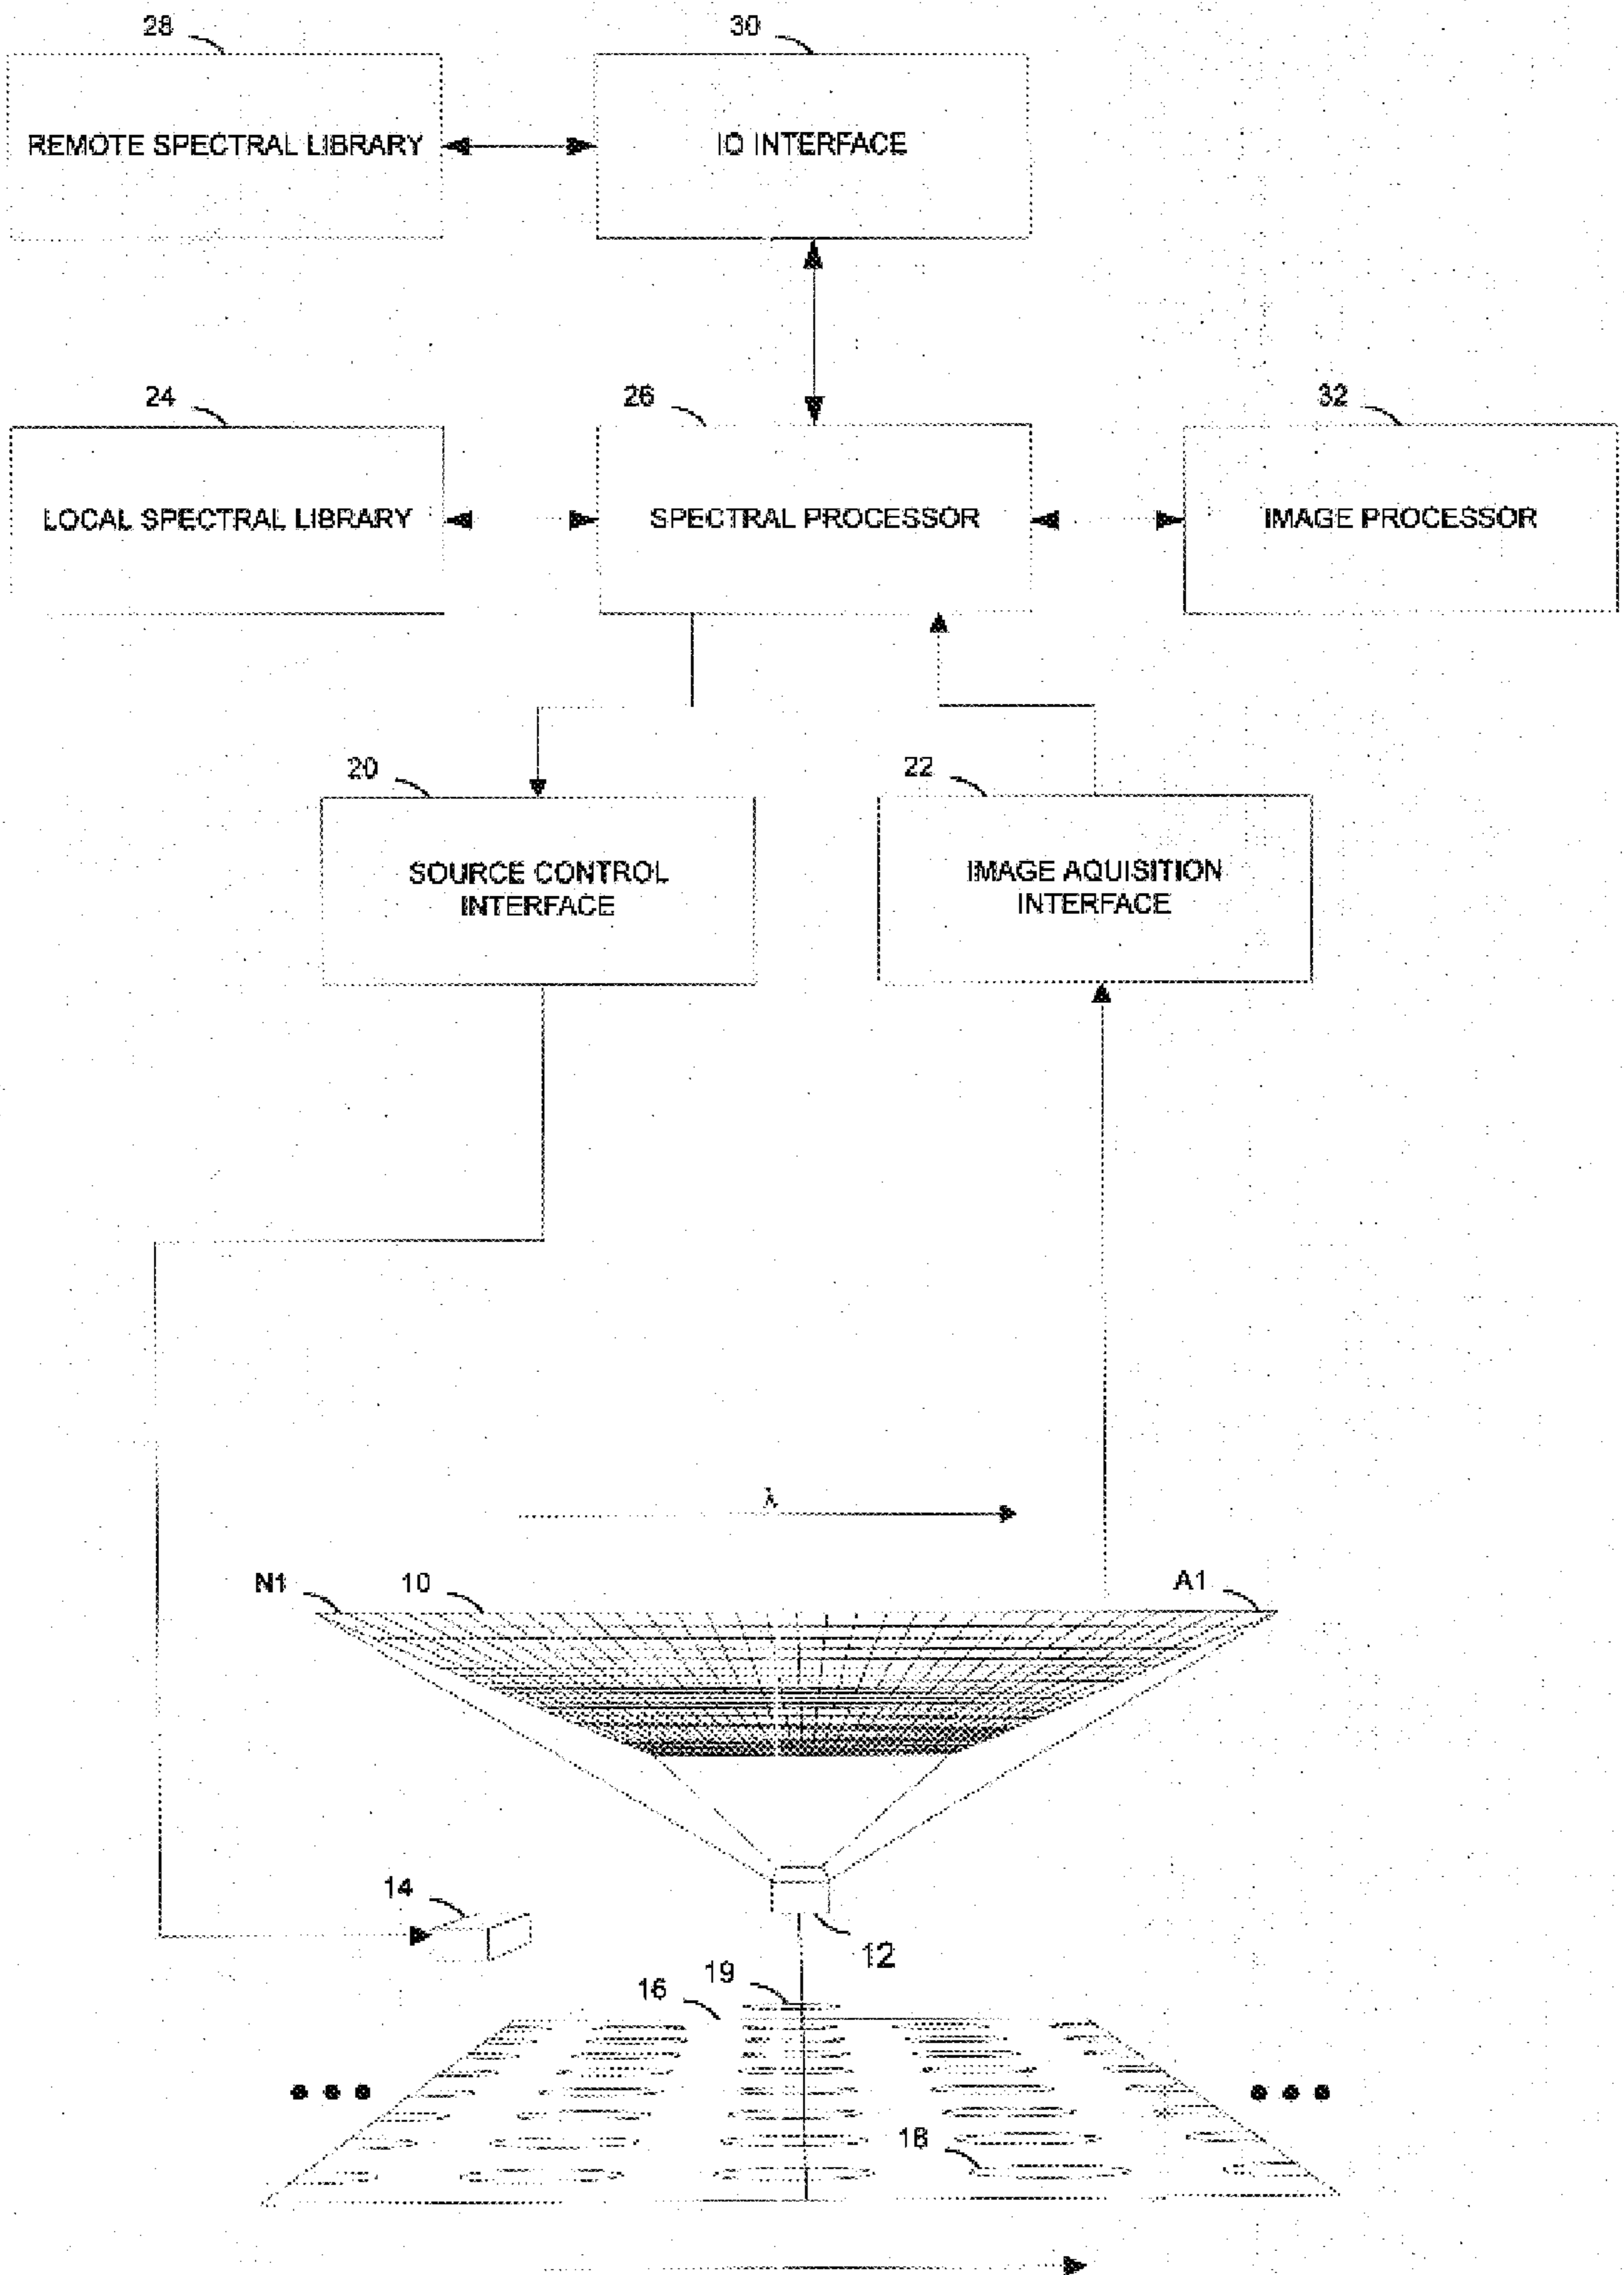 28
30
REMOTE SPECTRAL LIBRARY
IO INTERFACE
24
26
32
LOCAL SPECTRAL LIBRARY
SPECTRAL PROCESSOR
IMAGE PROCESSOR
20
22
SOURCE CONTROL
INTERFACE
IMAGE AQUISITION
INTERFACE
λ
N1
10
A1
14
12
19
16
18